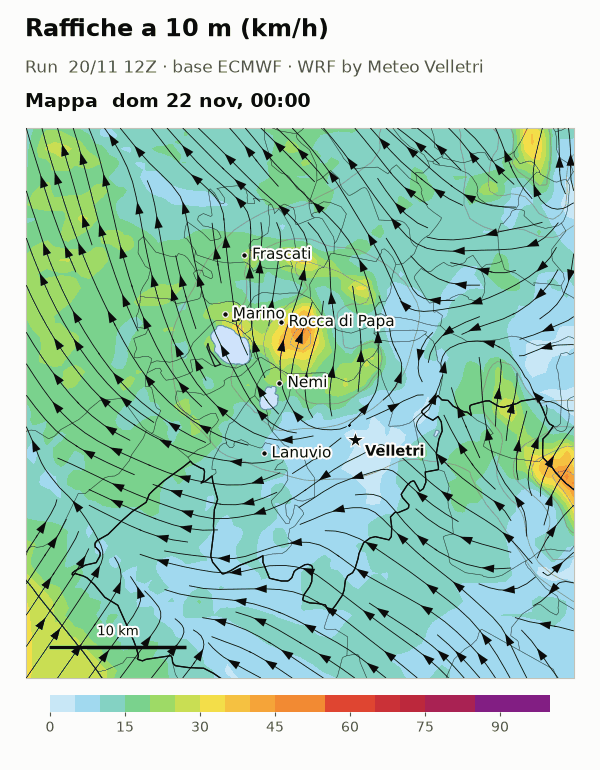 Raffiche a 10 m (km/h)
Run  20/11 12Z · base ECMWF · WRF by Meteo Velletri
Mappa  dom 22 nov, 00:00
Frascati
Marino
Rocca di Papa
Nemi
Velletri
Lanuvio
10 km
0 15 30 45 60 75 90